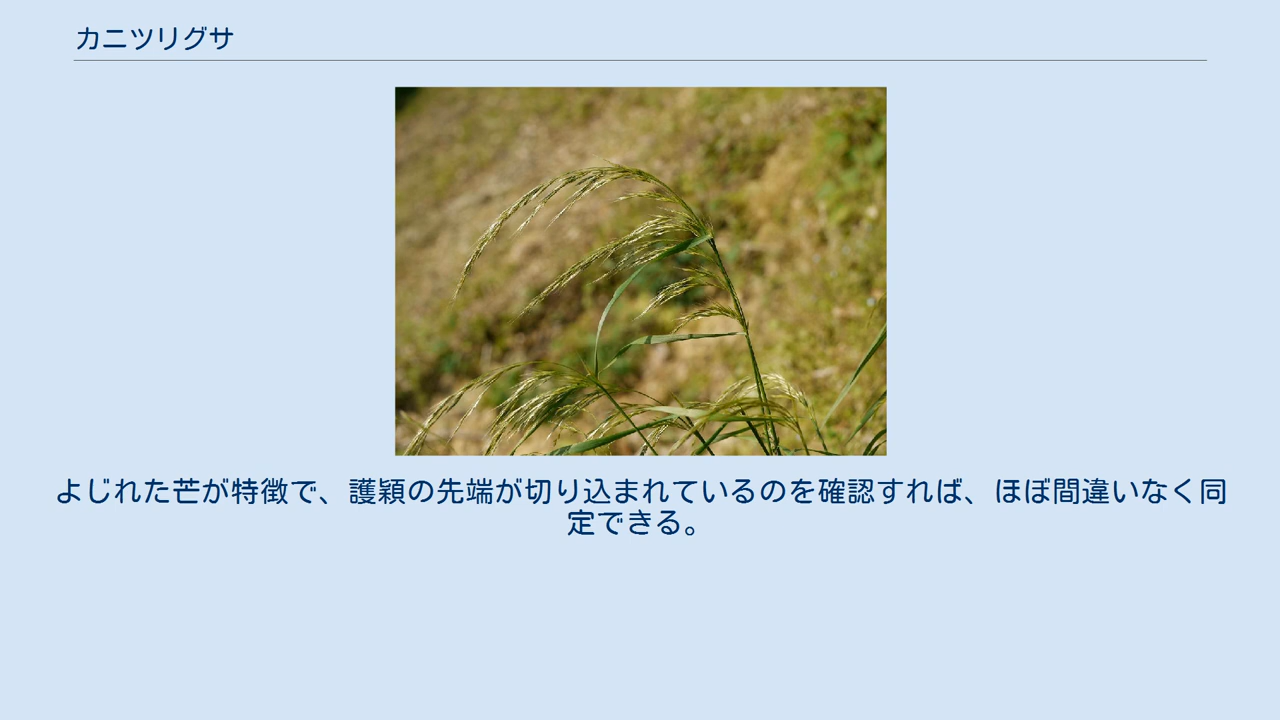 カニツリグサ
よじれた芒が特徴で、護穎の先端が切り込まれているのを確認すれば、ほぼ間違いなく同
定できる。